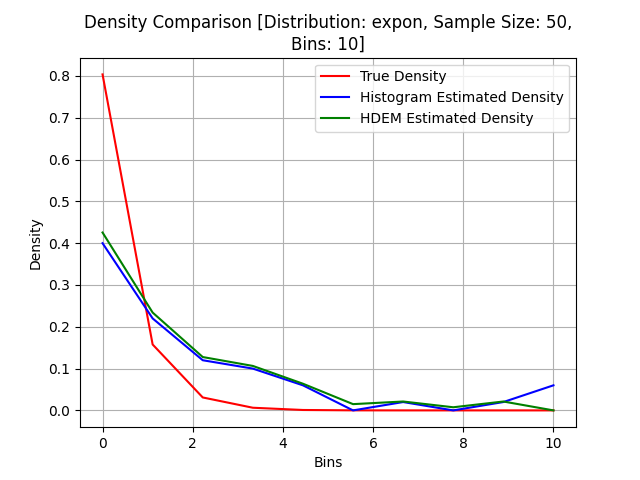 Density Comparison [Distribution: expon, Sample Size: 50,
Bins: 10]
True Density
Histogram Estimated Density
HDEM Estimated Density
Density
0.8
0.7
0.6
0.5
0.4
0.3
0.2
0.1
0.0
0 2 4 6 8 10
Bins